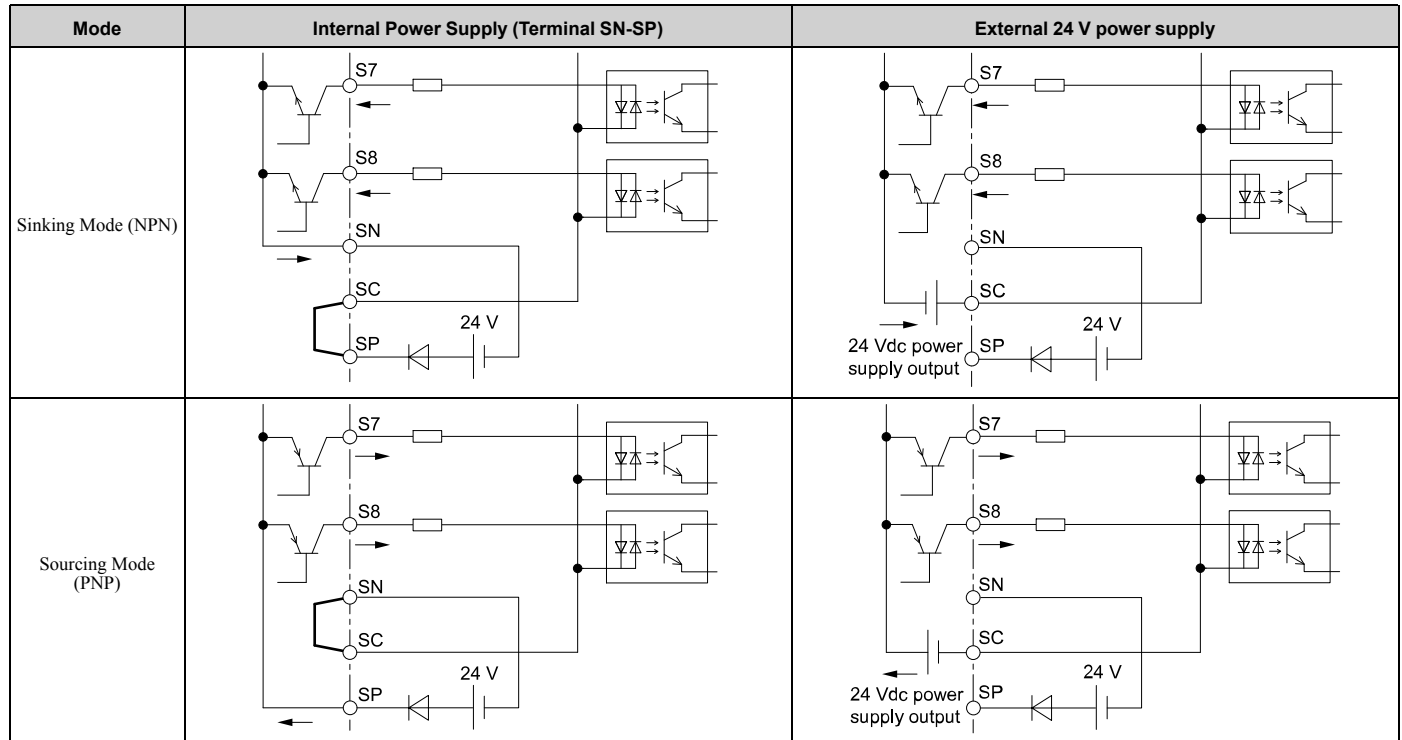 Mode
Internal Power Supply (Terminal SN-SP)
External 24 V power supply
Sinking Mode (NPN)
S7
S8
SN
SC
24 V
SP
S7
S8
SN
SC
24 V
24 Vdc power
supply output
SP
Sourcing Mode
(PNP)
S7
S8
SN
SC
24 V
SP
S7
S8
SN
SC
24 V
24 Vdc power
supply output
SP